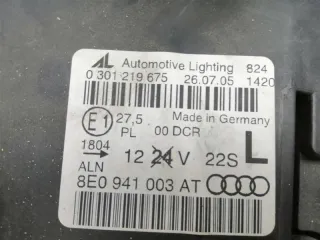 AL Automotive Lighting 824
0 301 219 675 26.07.05 1420
E1 27,5 Made in Germany
PL 00 DCR
1804 12 24 V 22S L
ALN
8E0 941 003 AT